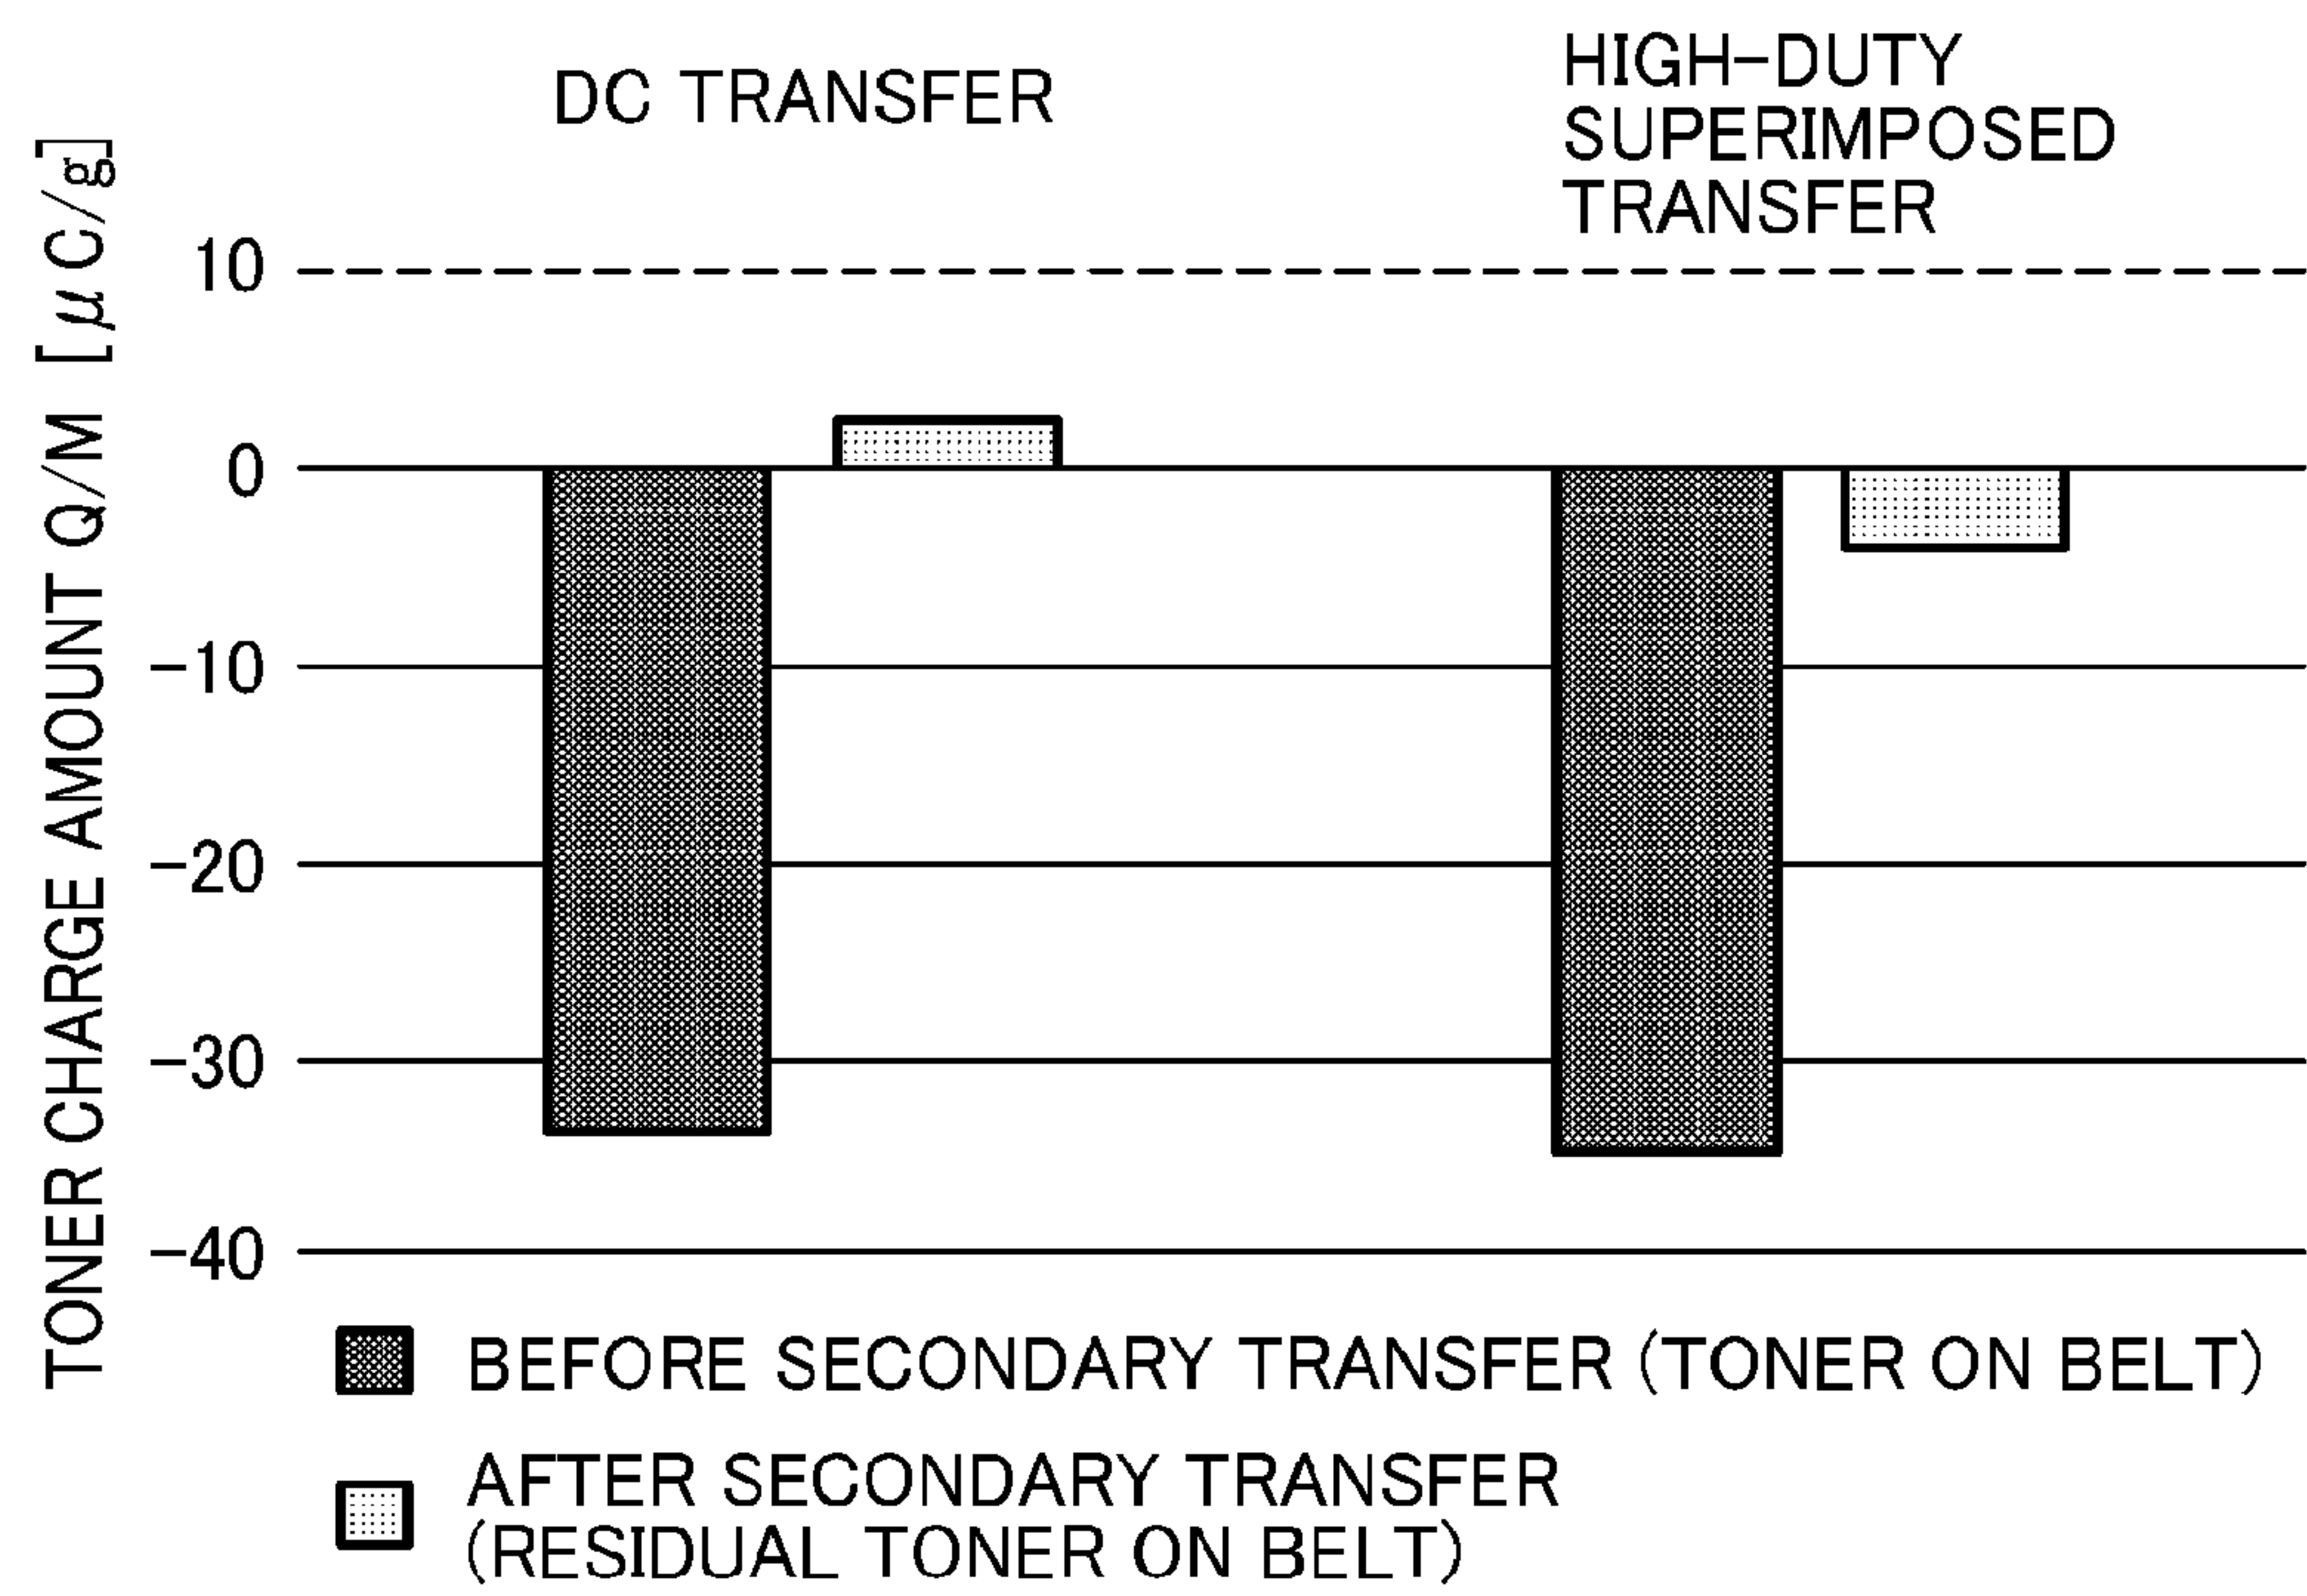 DC TRANSFER
HIGH-DUTY
SUPERIMPOSED
TRANSFER
TONER CHARGE AMOUNT Q/M [μC/g]
10
0
-10
-20
-30
-40
BEFORE SECONDARY TRANSFER (TONER ON BELT)
AFTER SECONDARY TRANSFER
(RESIDUAL TONER ON BELT)